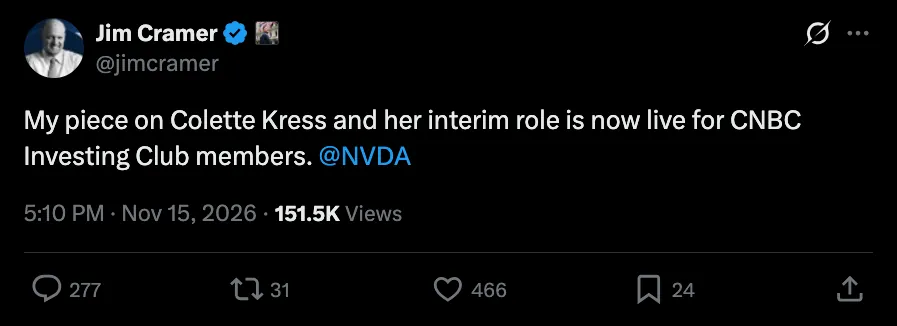 Jim Cramer
@jimcramer
My piece on Colette Kress and her interim role is now live for CNBC
Investing Club members. @NVDA
5:10 PM · Nov 15, 2026 · 151.5K Views
277 31 466 24